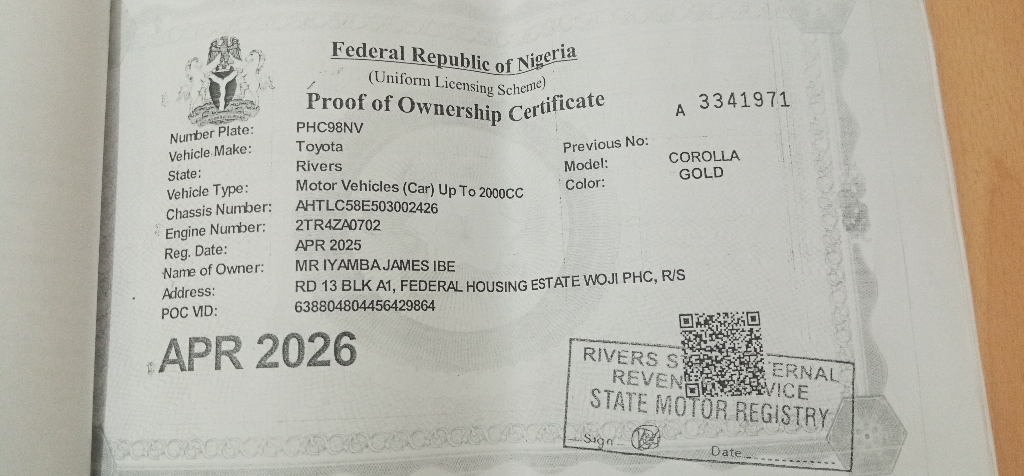 Federal Republic of Nigeria
(Uniform Licensing Scheme)
Proof of Ownership Certificate
A 3341971
Number Plate: PHC98NV
Vehicle Make: Toyota
Previous No:
State: Rivers
Model: COROLLA
Vehicle Type: Motor Vehicles (Car) Up To 2000CC
Color: GOLD
Chassis Number: AHTLC58E503002426
Engine Number: 2TR4ZA0702
Reg. Date: APR 2025
Name of Owner: MR IYAMBA JAMES IBE
Address: RD 13 BLK A1, FEDERAL HOUSING ESTATE WOJI PHC, R/S
POC VID: 638804804456429864
APR 2026
RIVERS S ERNAL
REVEN VICE
STATE MOTOR REGISTRY
Sign
Date